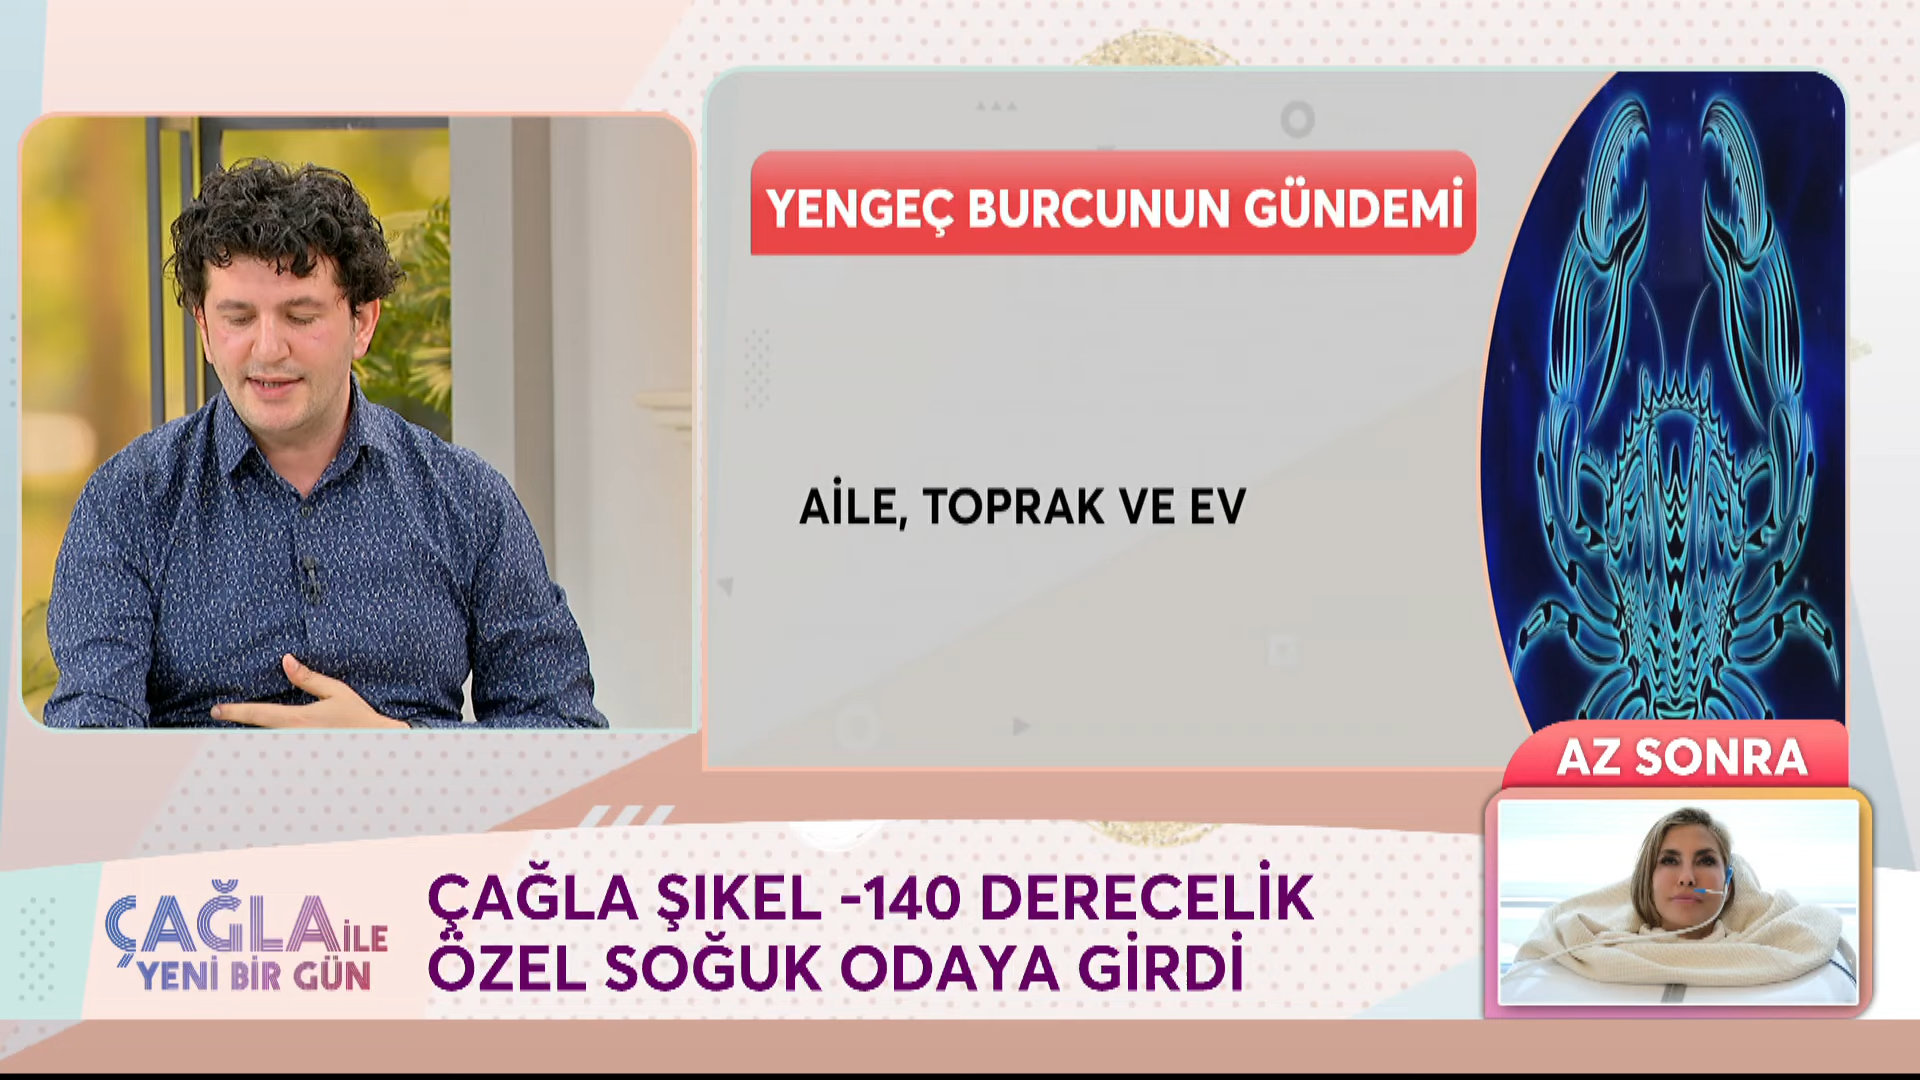 YENGEÇ BURCUNUN GÜNDEMİ
AİLE, TOPRAK VE EV
AZ SONRA
ÇAĞLA İLE
YENİ BİR GÜN
ÇAĞLA ŞIKEL -140 DERECELİK
ÖZEL SOĞUK ODAYA GİRDİ